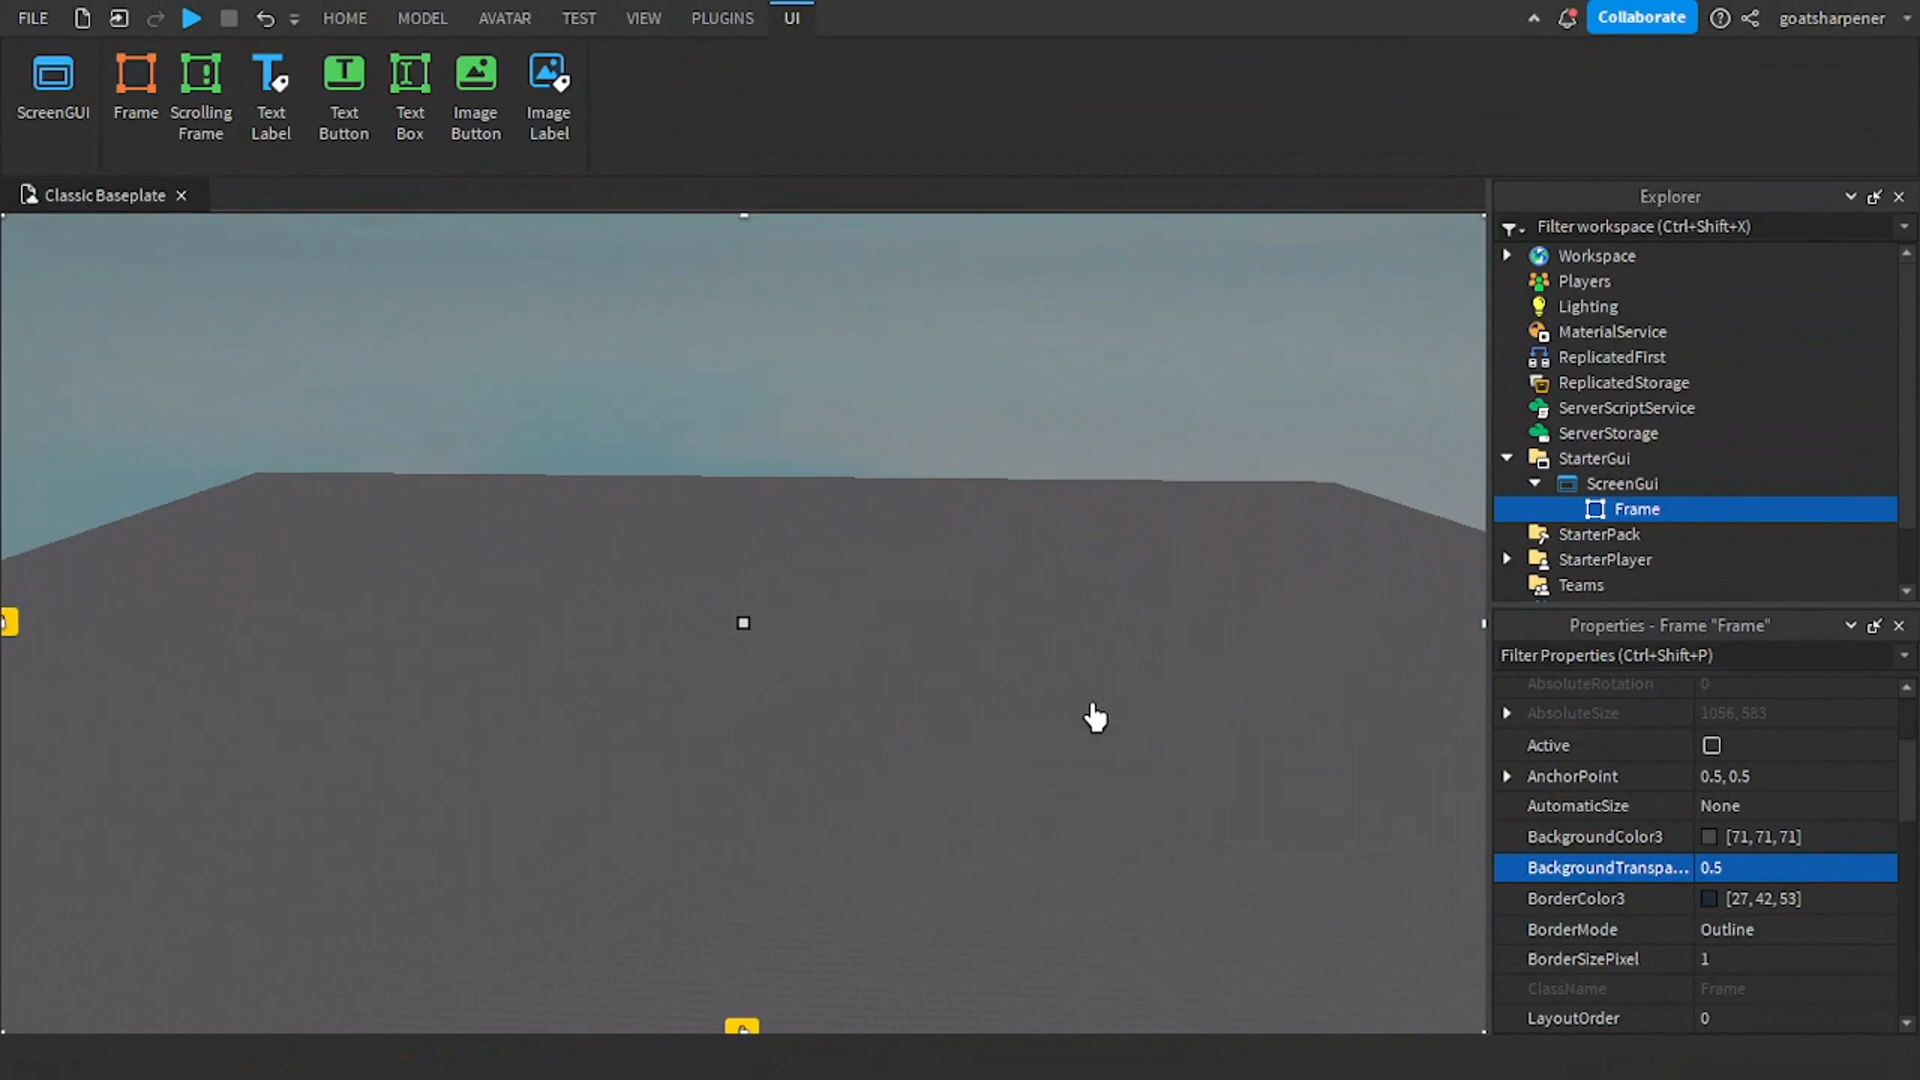 FILE HOME MODEL AVATAR TEST VIEW PLUGINS UI Collaborate goatsharpener
ScreenGUI Frame Scrolling Frame Text Label Text Button Text Box Image Button Image Label
Classic Baseplate
Explorer
Filter workspace (Ctrl+Shift+X)
Workspace
Players
Lighting
MaterialService
ReplicatedFirst
ReplicatedStorage
ServerScriptService
ServerStorage
StarterGui
ScreenGui
Frame
StarterPack
StarterPlayer
Teams
Properties - Frame "Frame"
Filter Properties (Ctrl+Shift+P)
AbsoluteRotation 0
AbsoluteSize 1056, 583
Active
AnchorPoint 0.5, 0.5
AutomaticSize None
BackgroundColor3 [71, 71, 71]
BackgroundTranspa... 0.5
BorderColor3 [27, 42, 53]
BorderMode Outline
BorderSizePixel 1
ClassName Frame
LayoutOrder 0